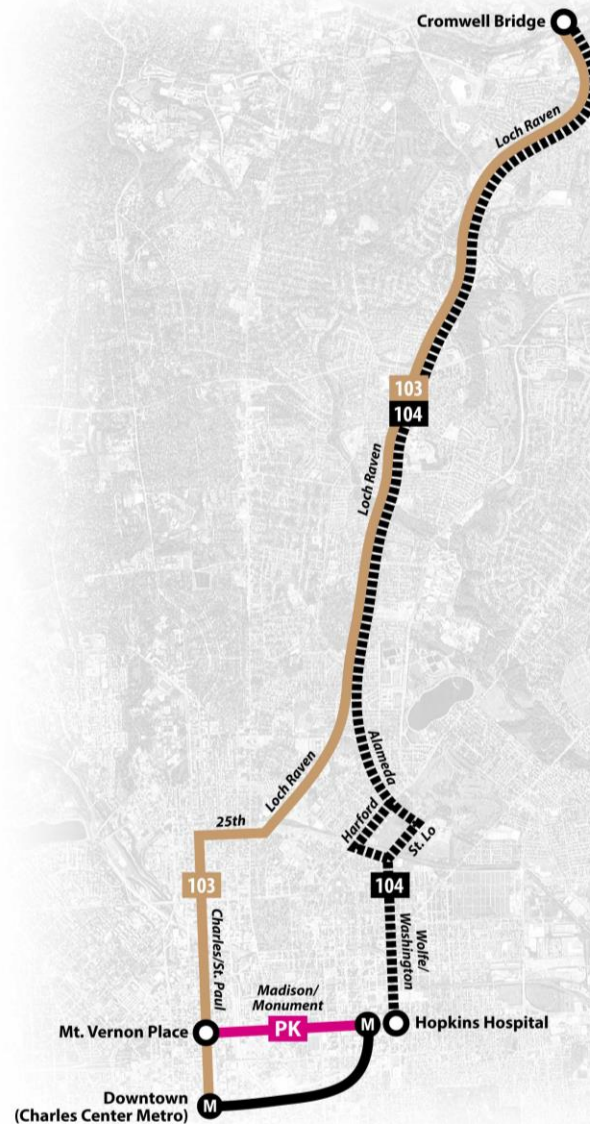 Cromwell Bridge
Loch Raven
103
104
Loch Raven
Alameda
Loch Raven
25th
Harford
St. Lo
103
104
Charles/St. Paul
Wolfe/
Washington
Madison/
Monument
Mt. Vernon Place
PK
M
Hopkins Hospital
Downtown
(Charles Center Metro)
M